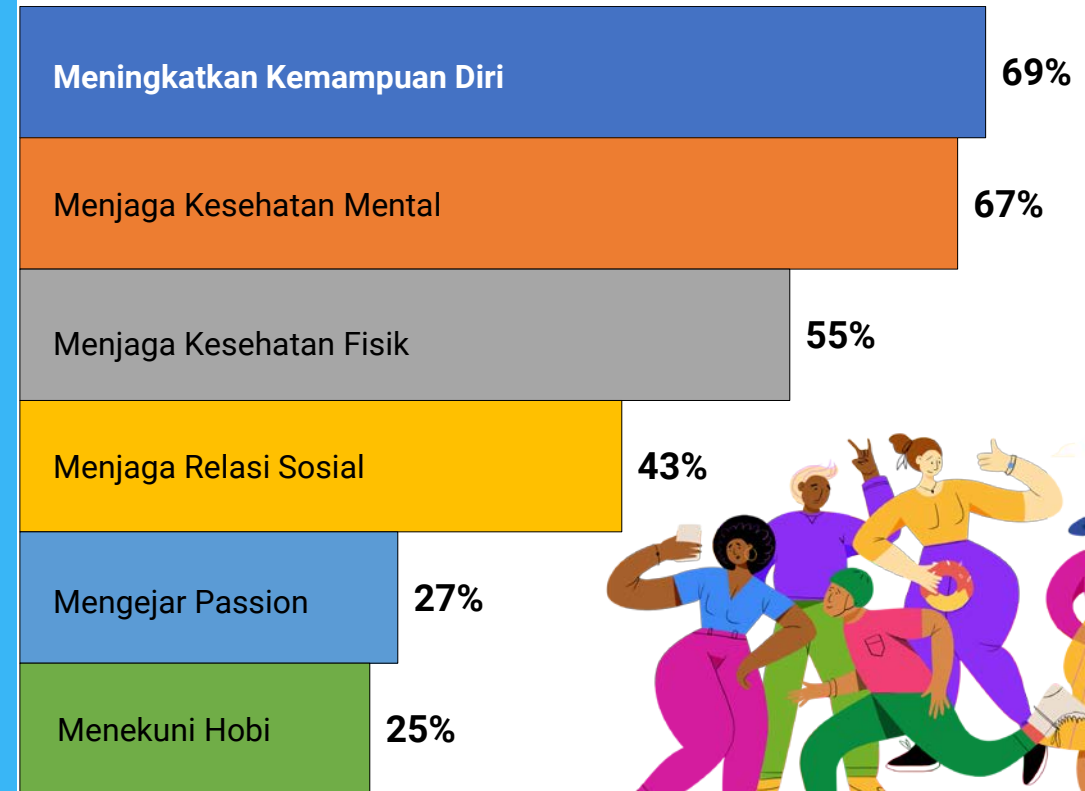 Meningkatkan Kemampuan Diri 69%
Menjaga Kesehatan Mental 67%
Menjaga Kesehatan Fisik 55%
Menjaga Relasi Sosial 43%
Mengejar Passion 27%
Menekuni Hobi 25%